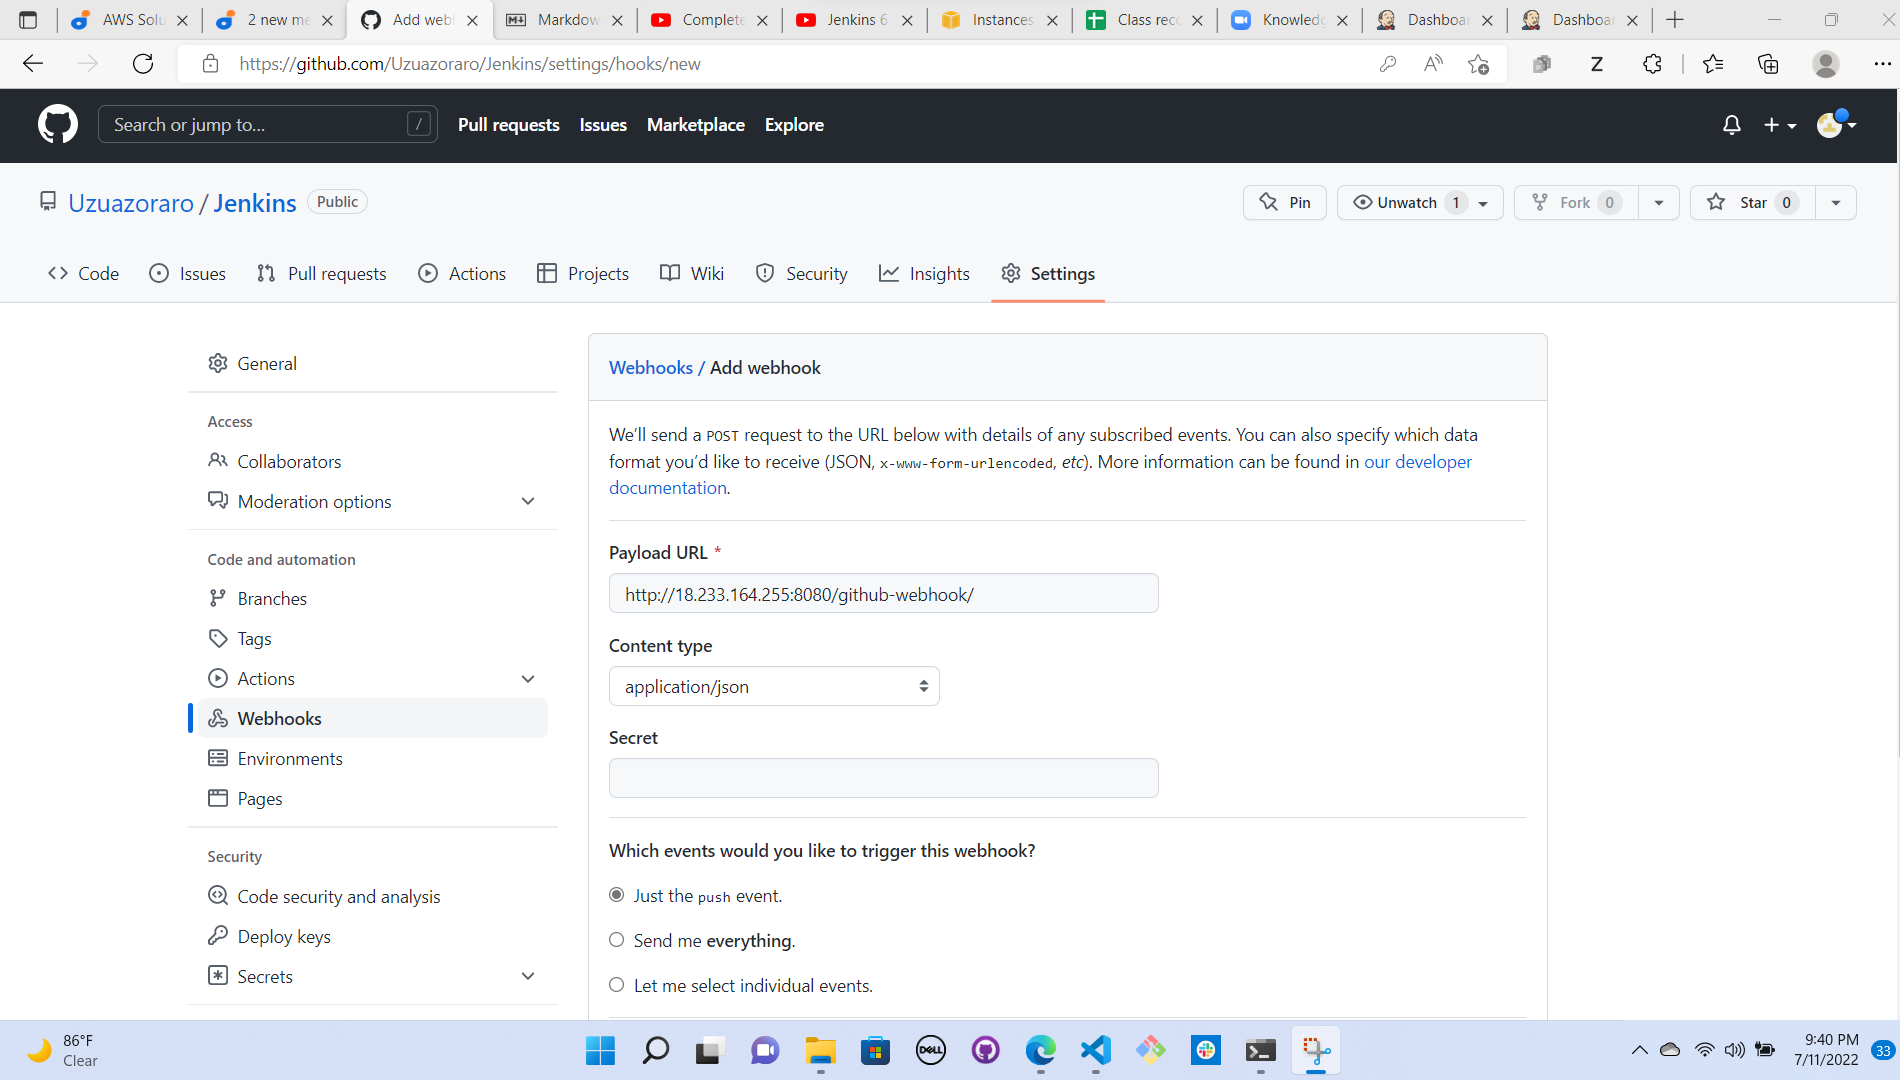 AWS Solu
2 new me
Add webl
Markdow
Complete
Jenkins 6
Instances
Class reco
Knowledg
Dashboar
Dashboar
https://github.com/Uzuazoraro/Jenkins/settings/hooks/new
Search or jump to...
/
Pull requests
Issues
Marketplace
Explore
Uzuazoraro / Jenkins
Public
Pin
Unwatch 1
Fork 0
Star 0
Code
Issues
Pull requests
Actions
Projects
Wiki
Security
Insights
Settings
General
Access
Collaborators
Moderation options
Code and automation
Branches
Tags
Actions
Webhooks
Environments
Pages
Security
Code security and analysis
Deploy keys
Secrets
Webhooks / Add webhook
We'll send a POST request to the URL below with details of any subscribed events. You can also specify which data
format you'd like to receive (JSON, x-www-form-urlencoded, etc). More information can be found in our developer
documentation.
Payload URL *
http://18.233.164.255:8080/github-webhook/
Content type
application/json
Secret
Which events would you like to trigger this webhook?
Just the push event.
Send me everything.
Let me select individual events.
86°F
Clear
DELL
9:40 PM
7/11/2022
33